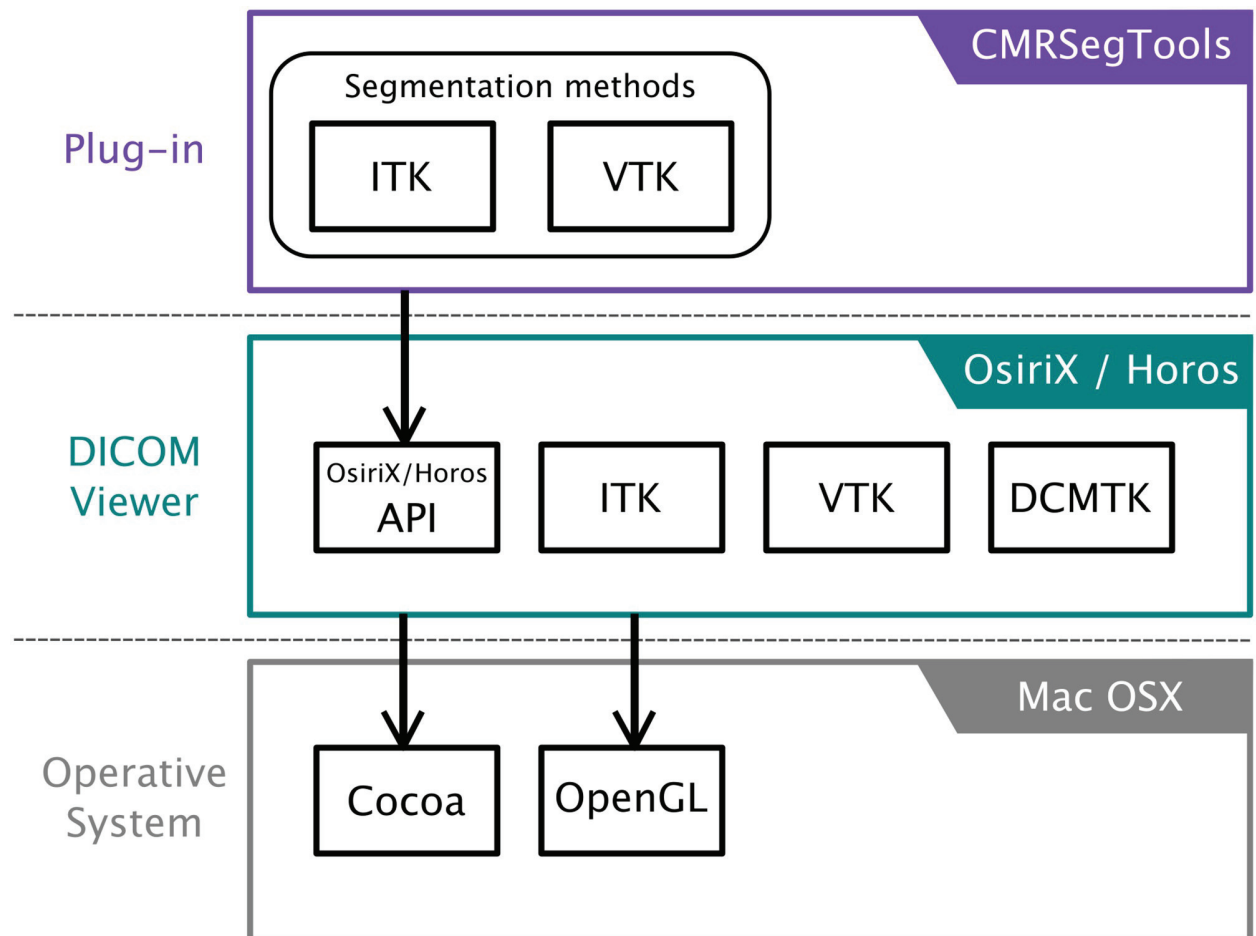 CMRSegTools
Segmentation methods
Plug-in
ITK
VTK
OsiriX / Horos
DICOM
Viewer
OsiriX/Horos
API
ITK
VTK
DCMTK
Mac OSX
Operative
System
Cocoa
OpenGL